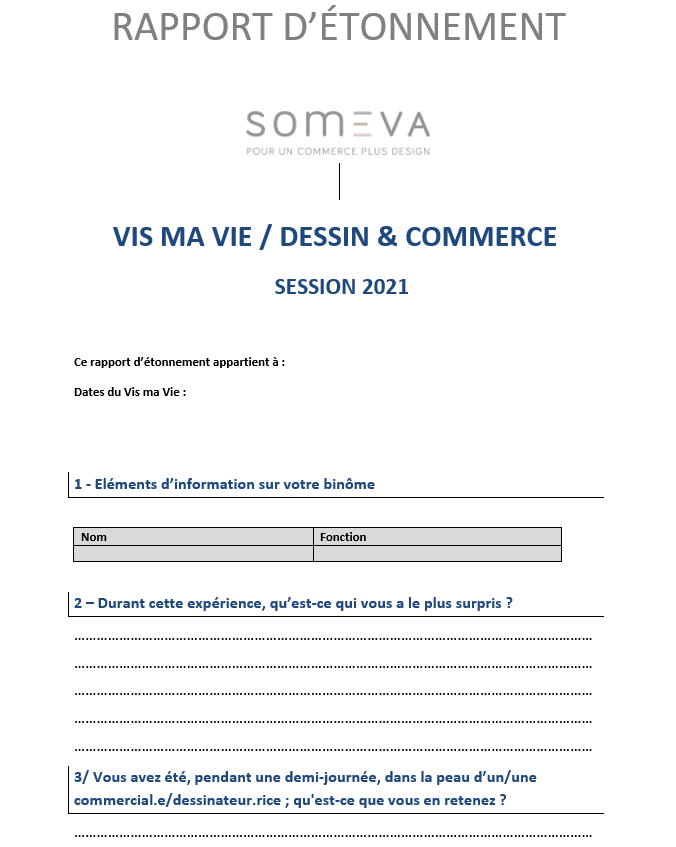 RAPPORT D’ÉTONNEMENT
SOMEVA
POUR UN COMMERCE PLUS DESIGN
VIS MA VIE / DESSIN & COMMERCE
SESSION 2021
Ce rapport d’étonnement appartient à :
Dates du Vis ma Vie :
1 - Eléments d’information sur votre binôme
Nom Fonction
2 – Durant cette expérience, qu’est-ce qui vous a le plus surpris ?
3/ Vous avez été, pendant une demi-journée, dans la peau d’un/une
commercial.e/dessinateur.rice ; qu'est-ce que vous en retenez ?